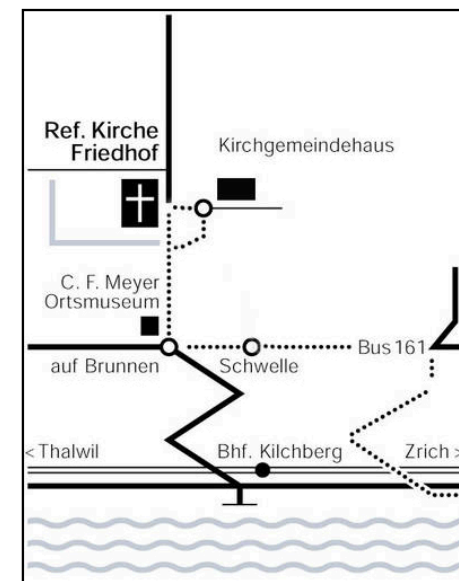 Ref. Kirche
Friedhof
Kirchgemeindehaus
C. F. Meyer
Ortsmuseum
auf Brunnen
Schwelle
Bus 161
< Thalwil
Bhf. Kilchberg
Zrich >